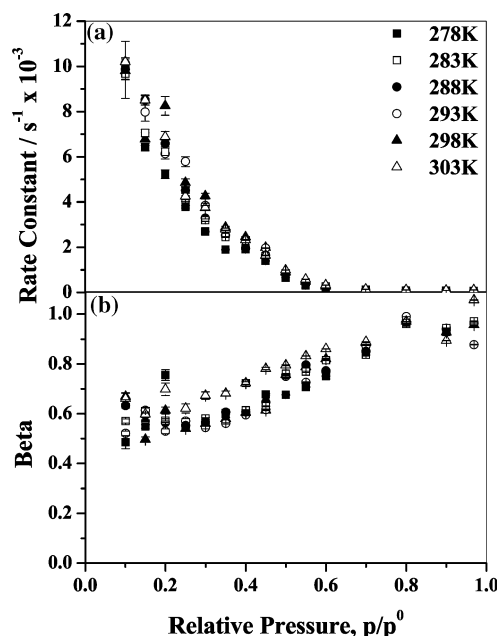 (a)
278K
283K
288K
293K
298K
303K
Rate Constant / s⁻¹ x 10⁻³
12
10
8
6
4
2
0
(b)
Beta
1.0
0.8
0.6
0.4
0.2
0.0
0.0 0.2 0.4 0.6 0.8 1.0
Relative Pressure, p/p⁰